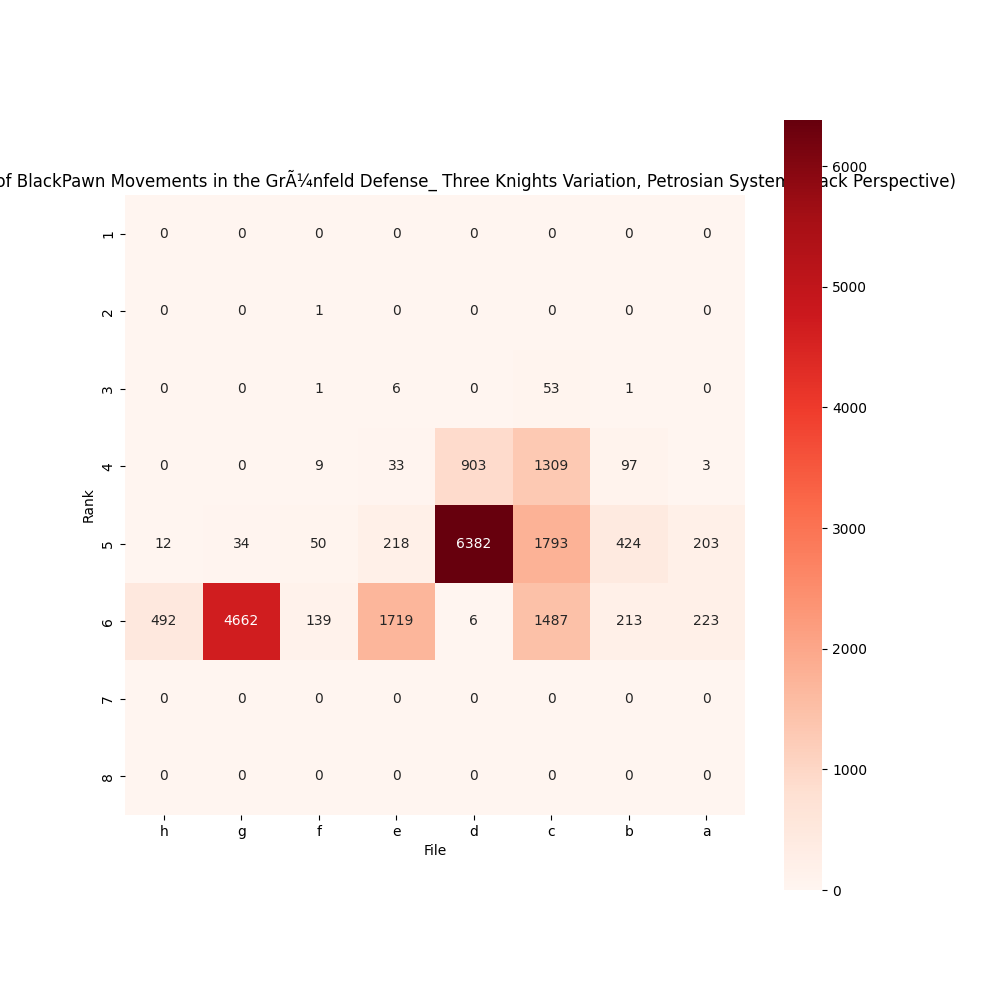 of BlackPawn Movements in the GrÃ¼nfeld Defense_ Three Knights Variation, Petrosian System ack Perspective)
1 0 0 0 0 0 0 0 0
2 0 0 1 0 0 0 0 0
3 0 0 1 6 0 53 1 0
4 0 0 9 33 903 1309 97 3
5 12 34 50 218 6382 1793 424 203
6 492 4662 139 1719 6 1487 213 223
7 0 0 0 0 0 0 0 0
8 0 0 0 0 0 0 0 0
h g f e d c b a
Rank
File
6000
5000
4000
3000
2000
1000
0